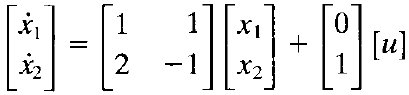 [ẋ₁ ẋ₂] = [1 1 2 -1] [x₁ x₂] + [0 1] [u]